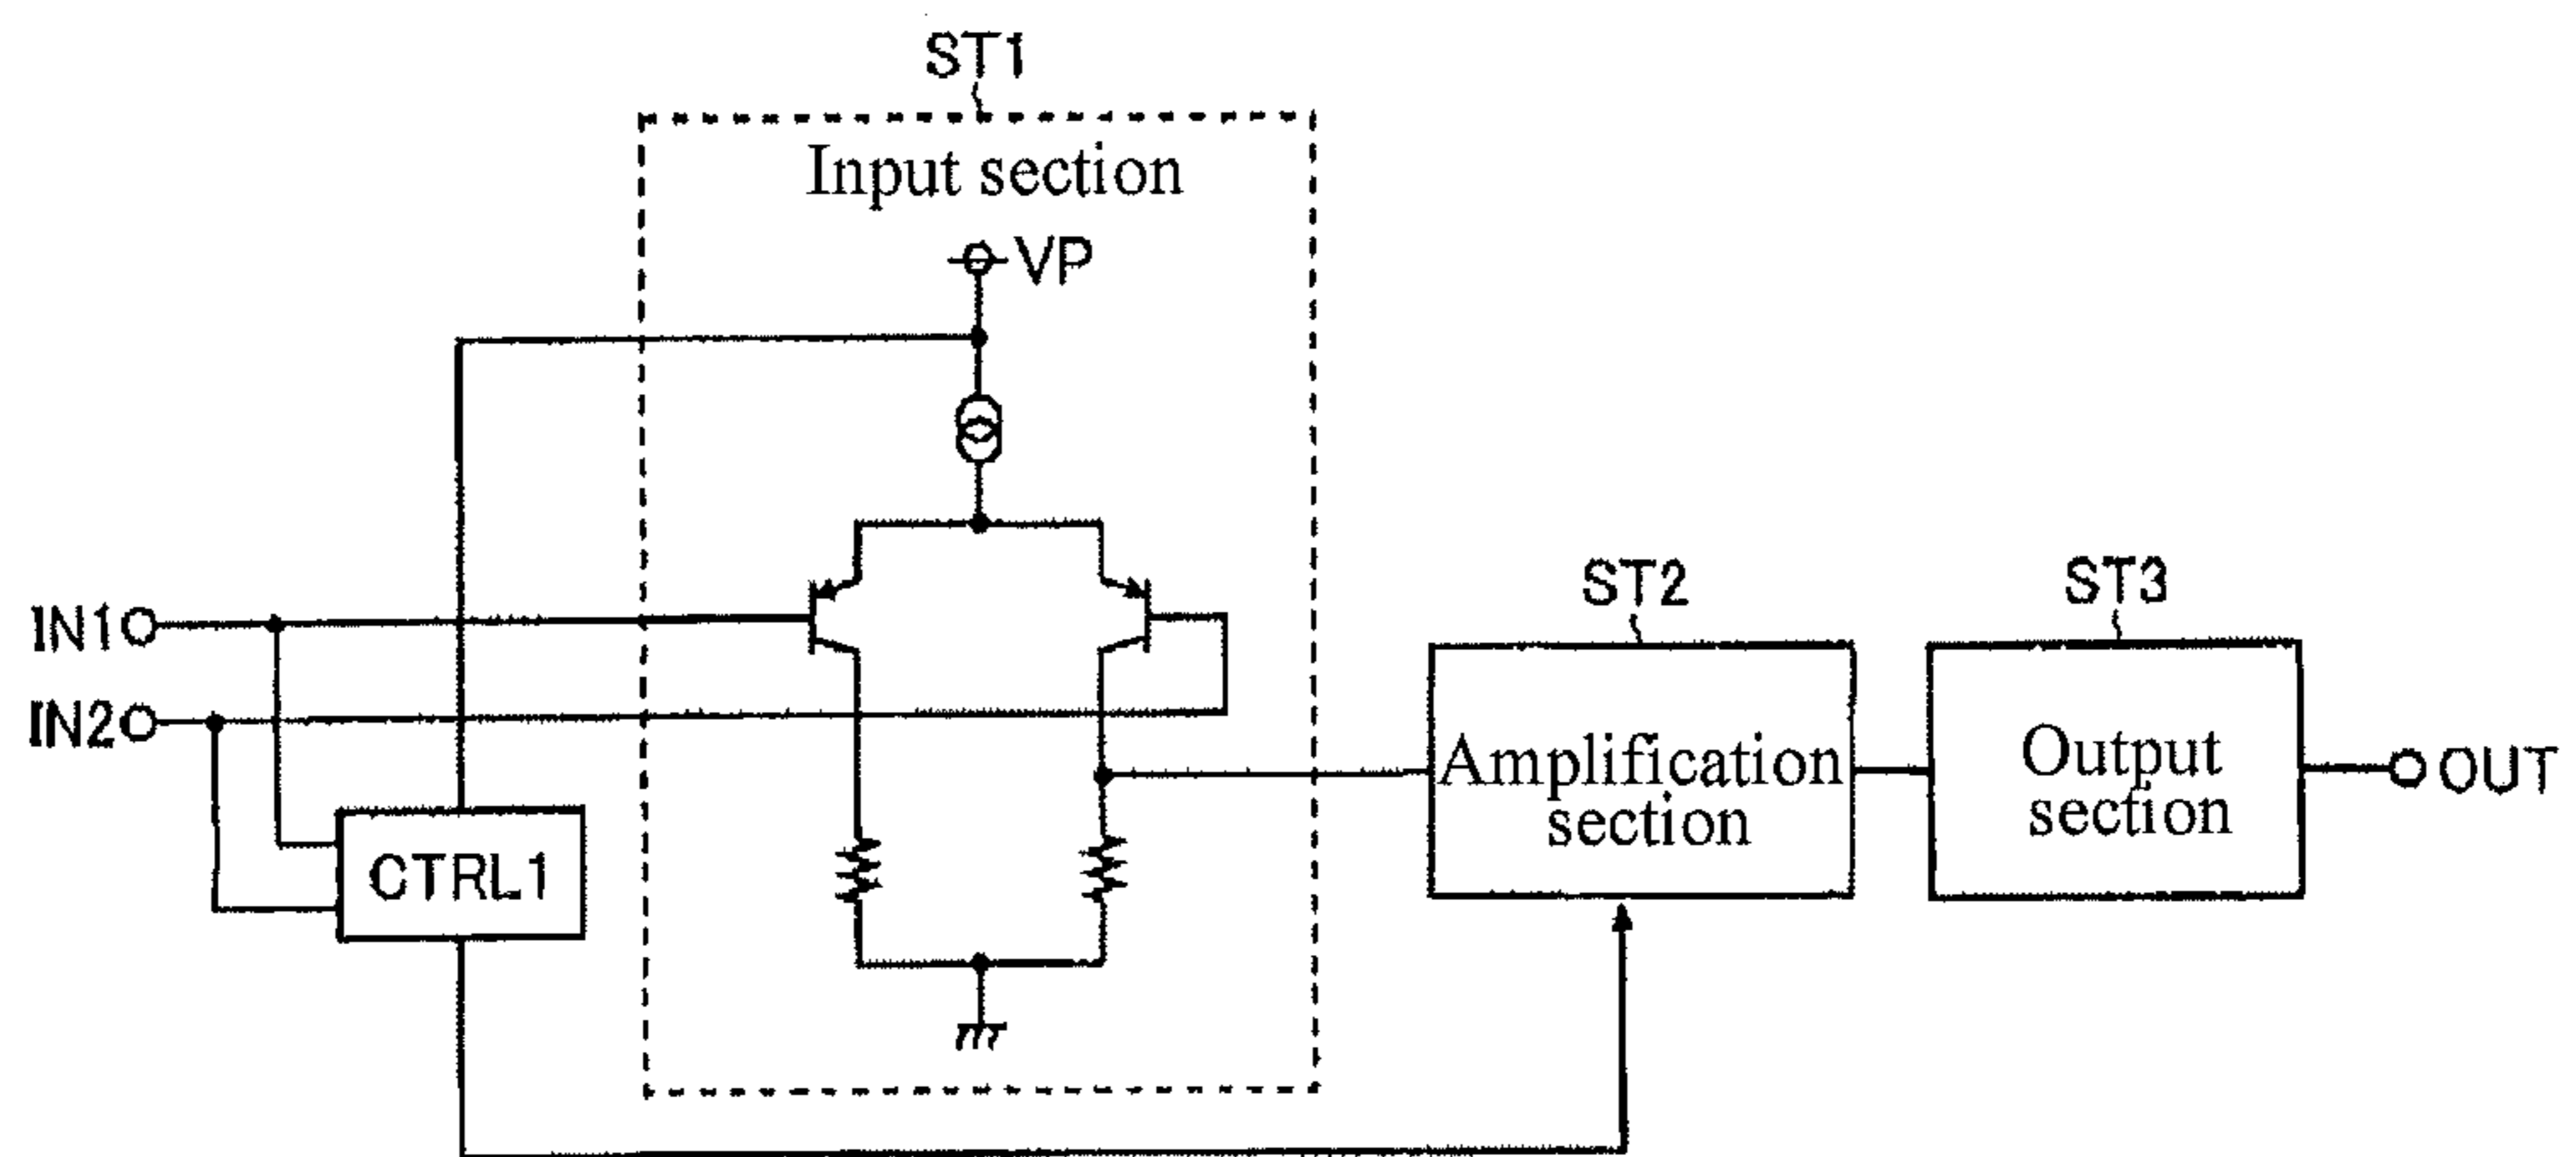 ST1
Input section
VP
IN1
IN2
CTRL1
ST2
Amplification
section
ST3
Output
section
OUT